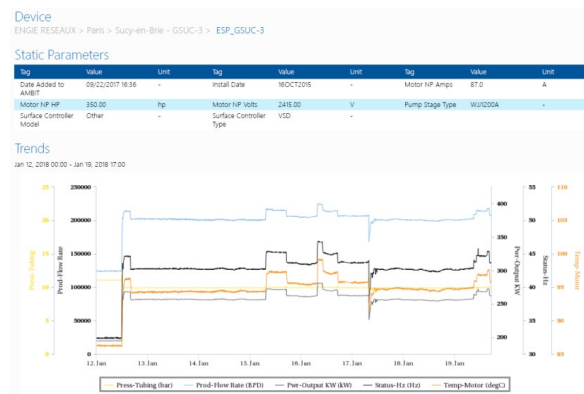 Device
ENGIE RESEAUX > Paris > Sucy-en-Brie - GSUC-3 > ESP_GSUC-3
Static Parameters
Tag Value Unit Tag Value Unit Tag Value Unit
Date Added to AMBIT 09/22/2017 16:36 - Install Date 16OCT2015 - Motor NP Amps 87.0 A
Motor NP HP 350.00 hp Motor NP Volts 2415.00 V Pump Stage Type WJ1200A -
Surface Controller Model Other - Surface Controller Type VSD -
Trends
Jan 12, 2018 00:00 - Jan 19, 2018 17:00
25 250000 55 110
400
20 200000 50 105
350
Press-Tubing 15 Prod-Flow Rate 150000 Pwr-Output KW 45 Status-Hz 100 Temp-Motor
300
10 100000 40 95
250
5 50000 35 90
200
0 0 30 85
12.Jan 13.Jan 14.Jan 15.Jan 16.Jan 17.Jan 18.Jan 19.Jan
Press-Tubing (bar) Prod-Flow Rate (BPD) Pwr-Output KW (kW) Status-Hz (Hz) Temp-Motor (degC)